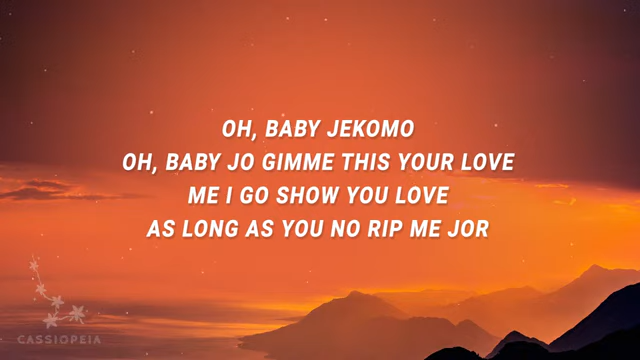 OH, BABY JEKOMO
OH, BABY JO GIMME THIS YOUR LOVE
ME I GO SHOW YOU LOVE
AS LONG AS YOU NO RIP ME JOR
CASSIOPEIA